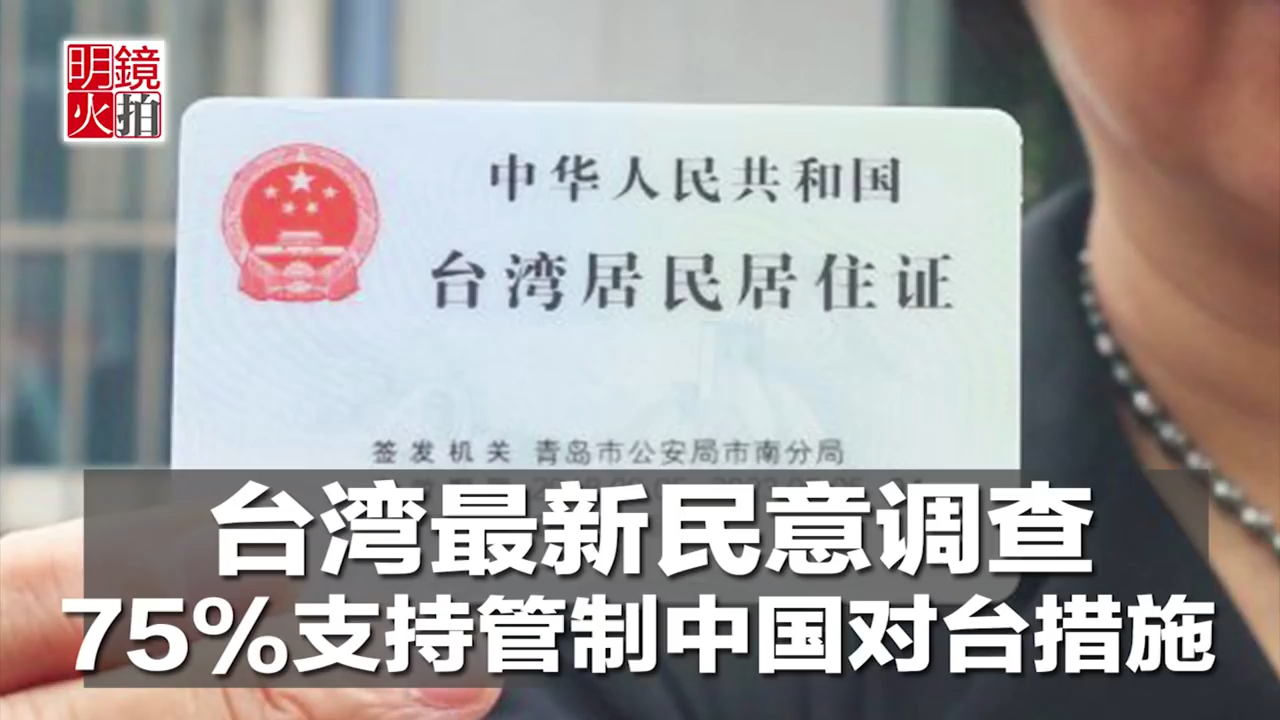 明鏡
火拍
中华人民共和国
台湾居民居住证
签发机关 青岛市公安局市南分局
台湾最新民意调查
75%支持管制中国对台措施